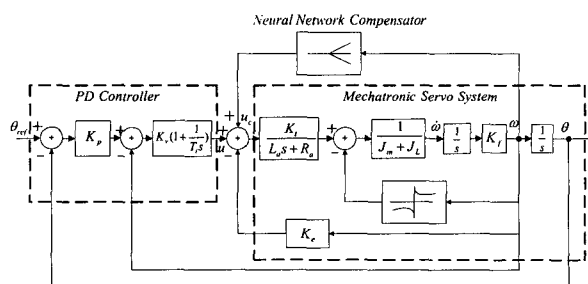 Neural Network Compensator
PD Controller
Mechatronic Servo System
θ_ref + − K_p + − K_v(1+ 1/(T_i s)) u + u_c + − K_t/(L_a s + R_a) + − 1/(J_m + J_L) ω̇ 1/s K_f ω 1/s θ
K_e